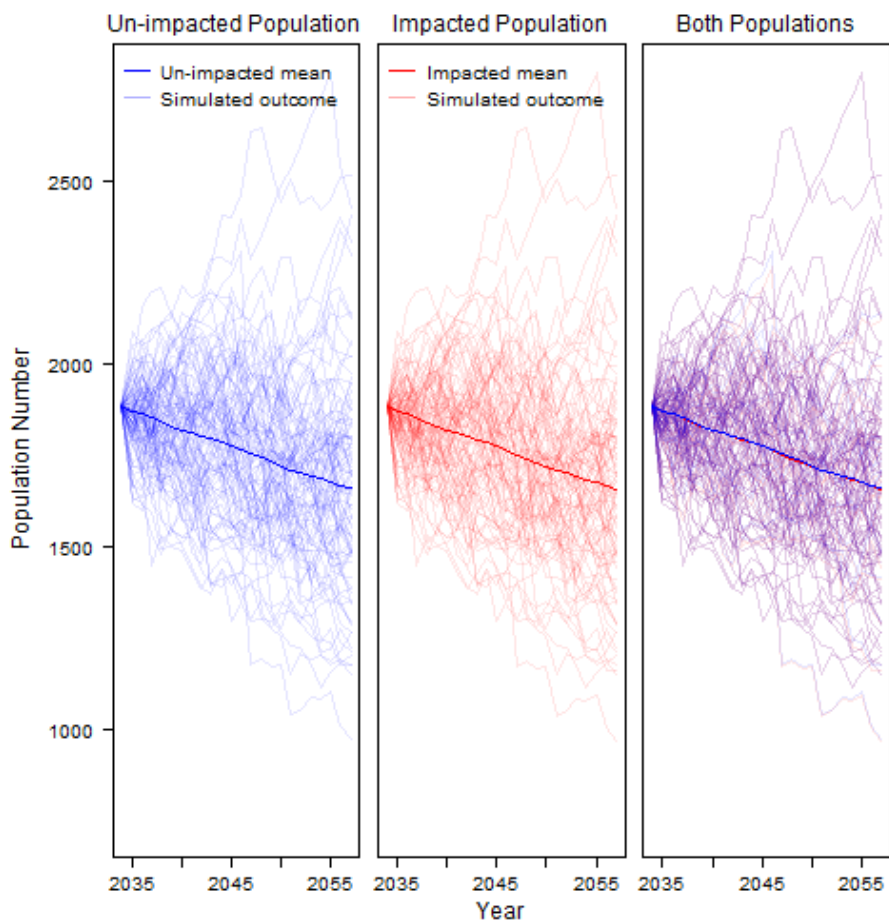 Un-impacted Population
Impacted Population
Both Populations
Un-impacted mean
Simulated outcome
Impacted mean
Simulated outcome
Population Number
2500
2000
1500
1000
2035 2045 2055
2035 2045 2055
2035 2045 2055
Year